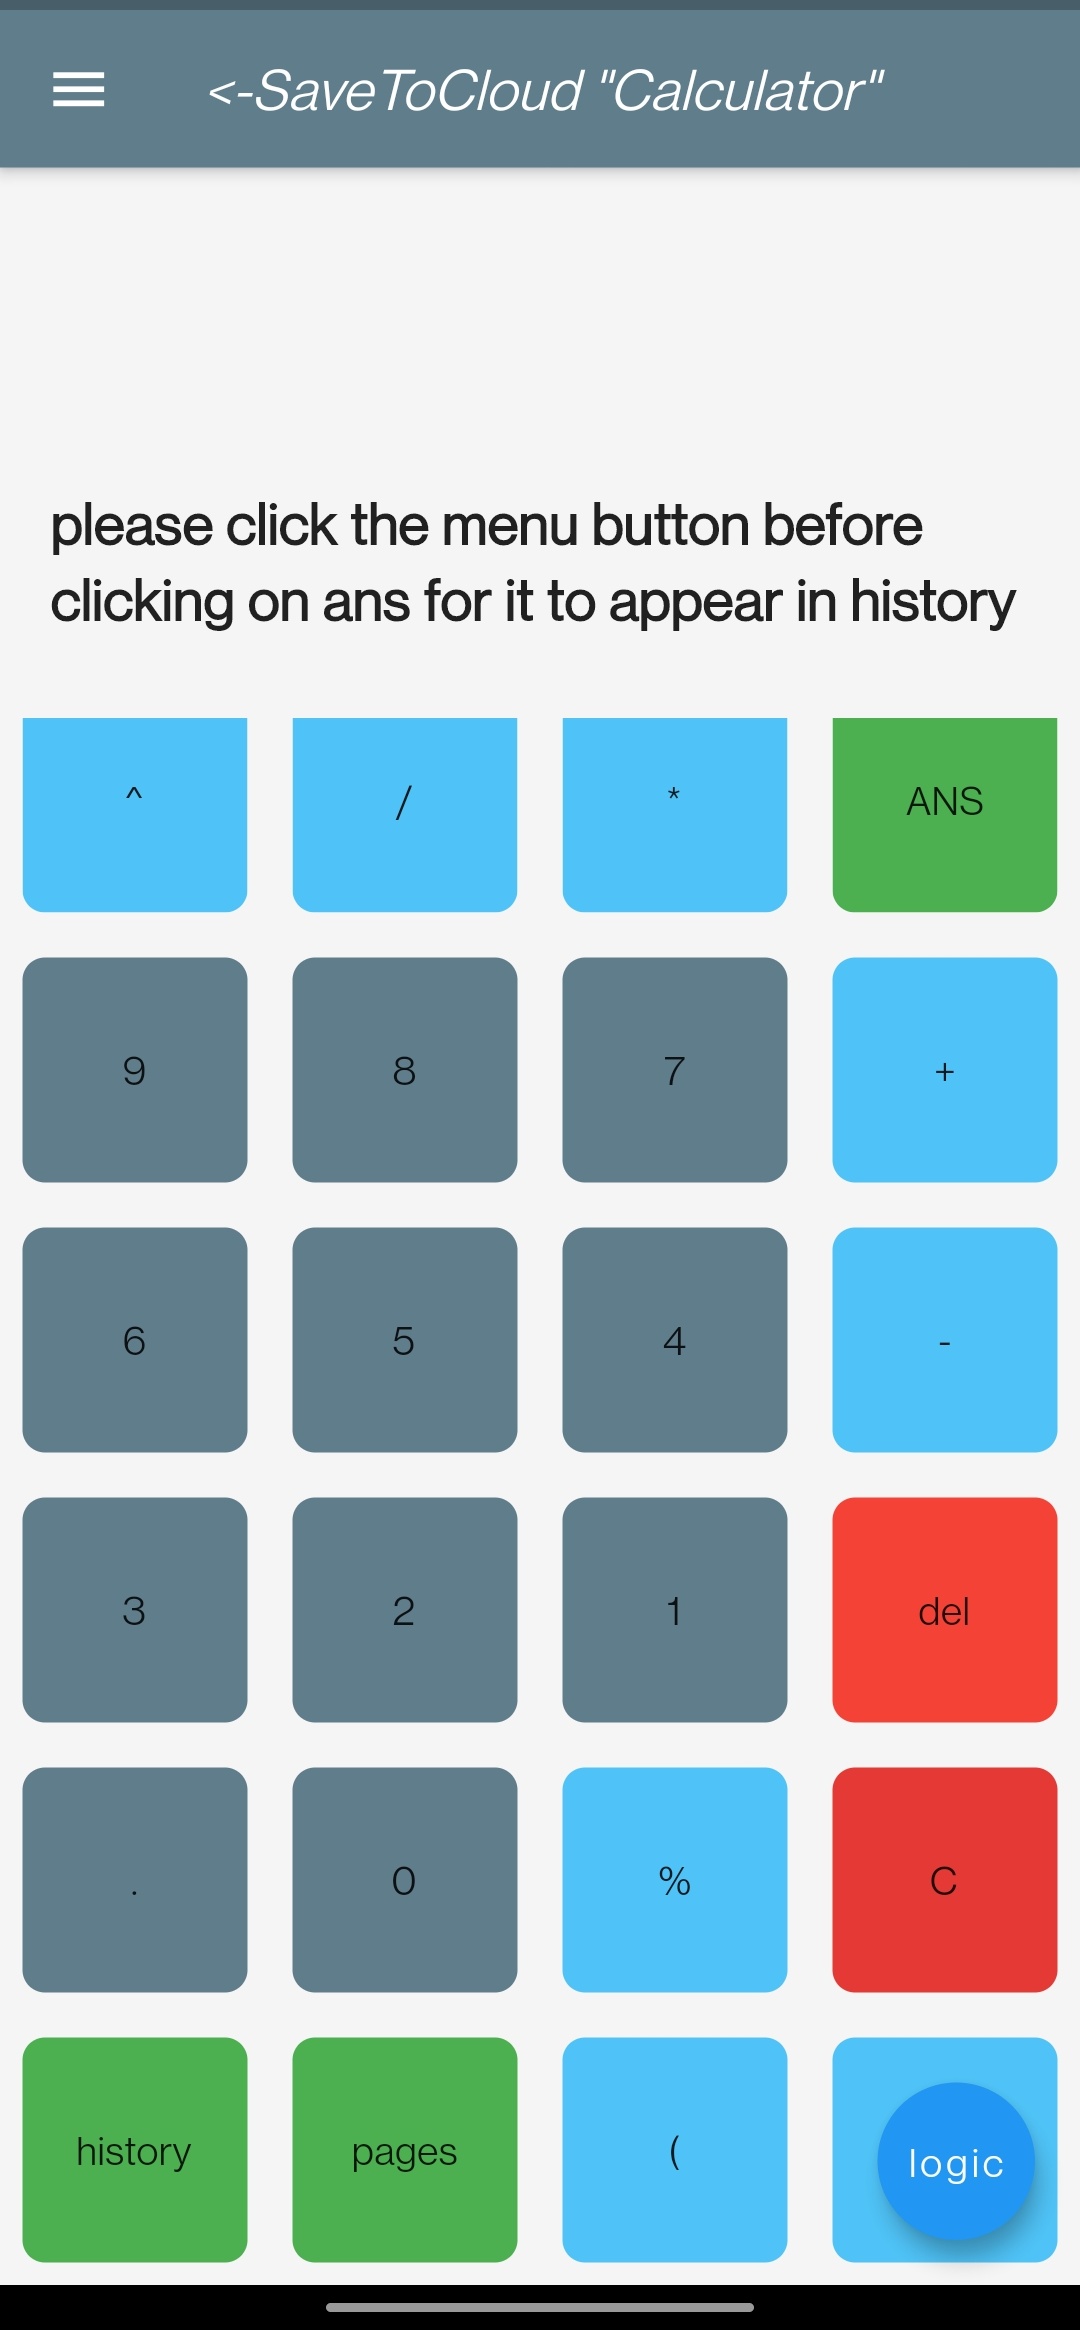 <-SaveToCloud "Calculator"
please click the menu button before
clicking on ans for it to appear in history
^ / * ANS
9 8 7 +
6 5 4 -
3 2 1 del
. 0 % C
history pages ( logic